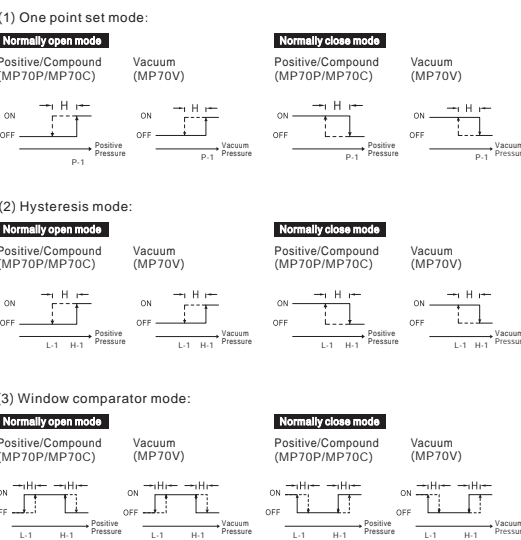 (1) One point set mode:
Normally open mode
Normally close mode
Positive/Compound
(MP70P/MP70C)
Vacuum
(MP70V)
Positive/Compound
(MP70P/MP70C)
Vacuum
(MP70V)
H
ON
OFF
P-1
Positive
Pressure
H
ON
OFF
P-1
Vacuum
Pressure
H
ON
OFF
P-1
Positive
Pressure
H
ON
OFF
P-1
Vacuum
Pressure
(2) Hysteresis mode:
Normally open mode
Normally close mode
Positive/Compound
(MP70P/MP70C)
Vacuum
(MP70V)
Positive/Compound
(MP70P/MP70C)
Vacuum
(MP70V)
H
ON
OFF
L-1 H-1
Positive
Pressure
H
ON
OFF
L-1 H-1
Vacuum
Pressure
H
ON
OFF
L-1 H-1
Positive
Pressure
H
ON
OFF
L-1 H-1
Vacuum
Pressure
(3) Window comparator mode:
Normally open mode
Normally close mode
Positive/Compound
(MP70P/MP70C)
Vacuum
(MP70V)
Positive/Compound
(MP70P/MP70C)
Vacuum
(MP70V)
H H
ON
OFF
L-1 H-1
Positive
Pressure
H H
ON
OFF
L-1 H-1
Vacuum
Pressure
H H
ON
OFF
L-1 H-1
Positive
Pressure
H H
ON
OFF
L-1 H-1
Vacuum
Pressure